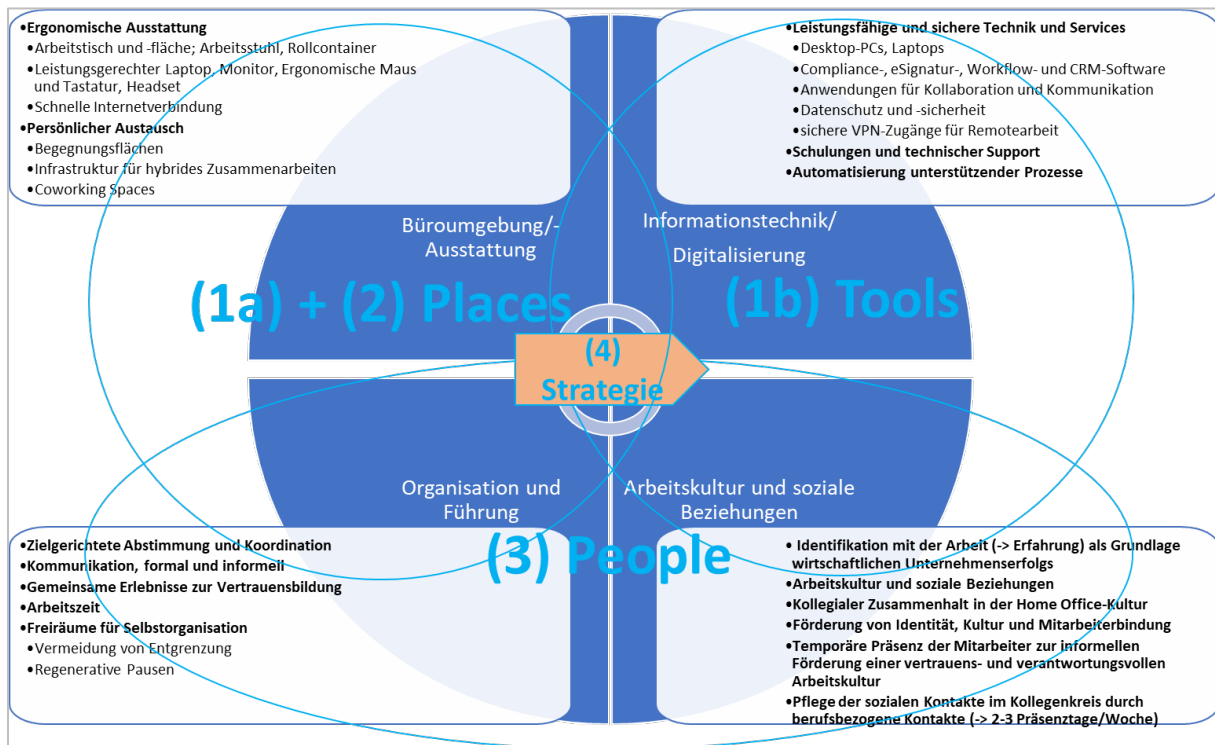 •Ergonomische Ausstattung
•Arbeitstisch und -fläche; Arbeitsstuhl, Rollcontainer
•Leistungsgerechter Laptop, Monitor, Ergonomische Maus
und Tastatur, Headset
•Schnelle Internetverbindung
•Persönlicher Austausch
•Begegnungsflächen
•Infrastruktur für hybrides Zusammenarbeiten
•Coworking Spaces
•Leistungsfähige und sichere Technik und Services
•Desktop-PCs, Laptops
•Compliance-, eSignatur-, Workflow- und CRM-Software
•Anwendungen für Kollaboration und Kommunikation
•Datenschutz und -sicherheit
•sichere VPN-Zugänge für Remotearbeit
•Schulungen und technischer Support
•Automatisierung unterstützender Prozesse
Büroumgebung/-
Ausstattung
Informationstechnik/
Digitalisierung
(1a) + (2) Places
(1b) Tools
(4)
Strategie
Organisation und
Führung
Arbeitskultur und soziale
Beziehungen
(3) People
•Zielgerichtete Abstimmung und Koordination
•Kommunikation, formal und informell
•Gemeinsame Erlebnisse zur Vertrauensbildung
•Arbeitszeit
•Freiräume für Selbstorganisation
•Vermeidung von Entgrenzung
•Regenerative Pausen
• Identifikation mit der Arbeit (-> Erfahrung) als Grundlage
wirtschaftlichen Unternehmenserfolgs
•Arbeitskultur und soziale Beziehungen
•Kollegialer Zusammenhalt in der Home Office-Kultur
•Förderung von Identität, Kultur und Mitarbeiterbindung
•Temporäre Präsenz der Mitarbeiter zur informellen
Förderung einer vertrauens- und verantwortungsvollen
Arbeitskultur
•Pflege der sozialen Kontakte im Kollegenkreis durch
berufsbezogene Kontakte (-> 2-3 Präsenztage/Woche)